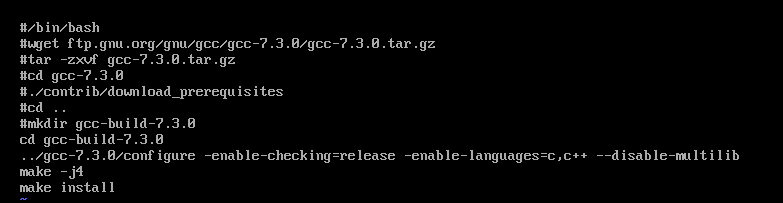 #/bin/bash
#wget ftp.gnu.org/gnu/gcc/gcc-7.3.0/gcc-7.3.0.tar.gz
#tar -zxvf gcc-7.3.0.tar.gz
#cd gcc-7.3.0
#./contrib/download_prerequisites
#cd ..
#mkdir gcc-build-7.3.0
cd gcc-build-7.3.0
../gcc-7.3.0/configure -enable-checking=release -enable-languages=c,c++ --disable-multilib
make -j4
make install
~